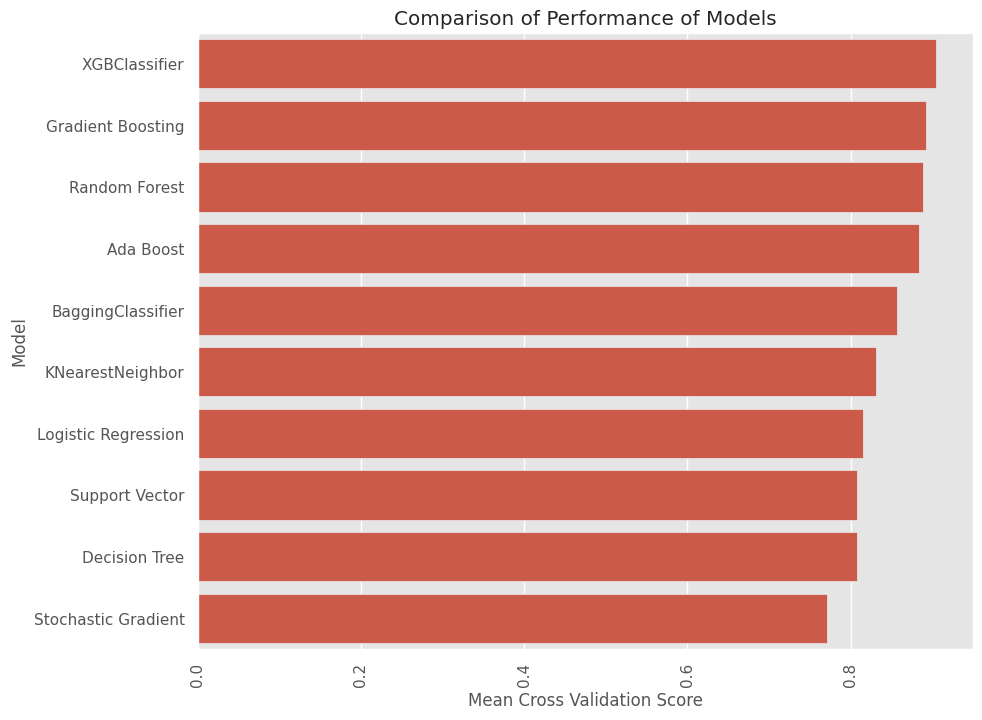 Comparison of Performance of Models
Model
XGBClassifier
Gradient Boosting
Random Forest
Ada Boost
BaggingClassifier
KNearestNeighbor
Logistic Regression
Support Vector
Decision Tree
Stochastic Gradient
0.0
0.2
0.4
0.6
0.8
Mean Cross Validation Score